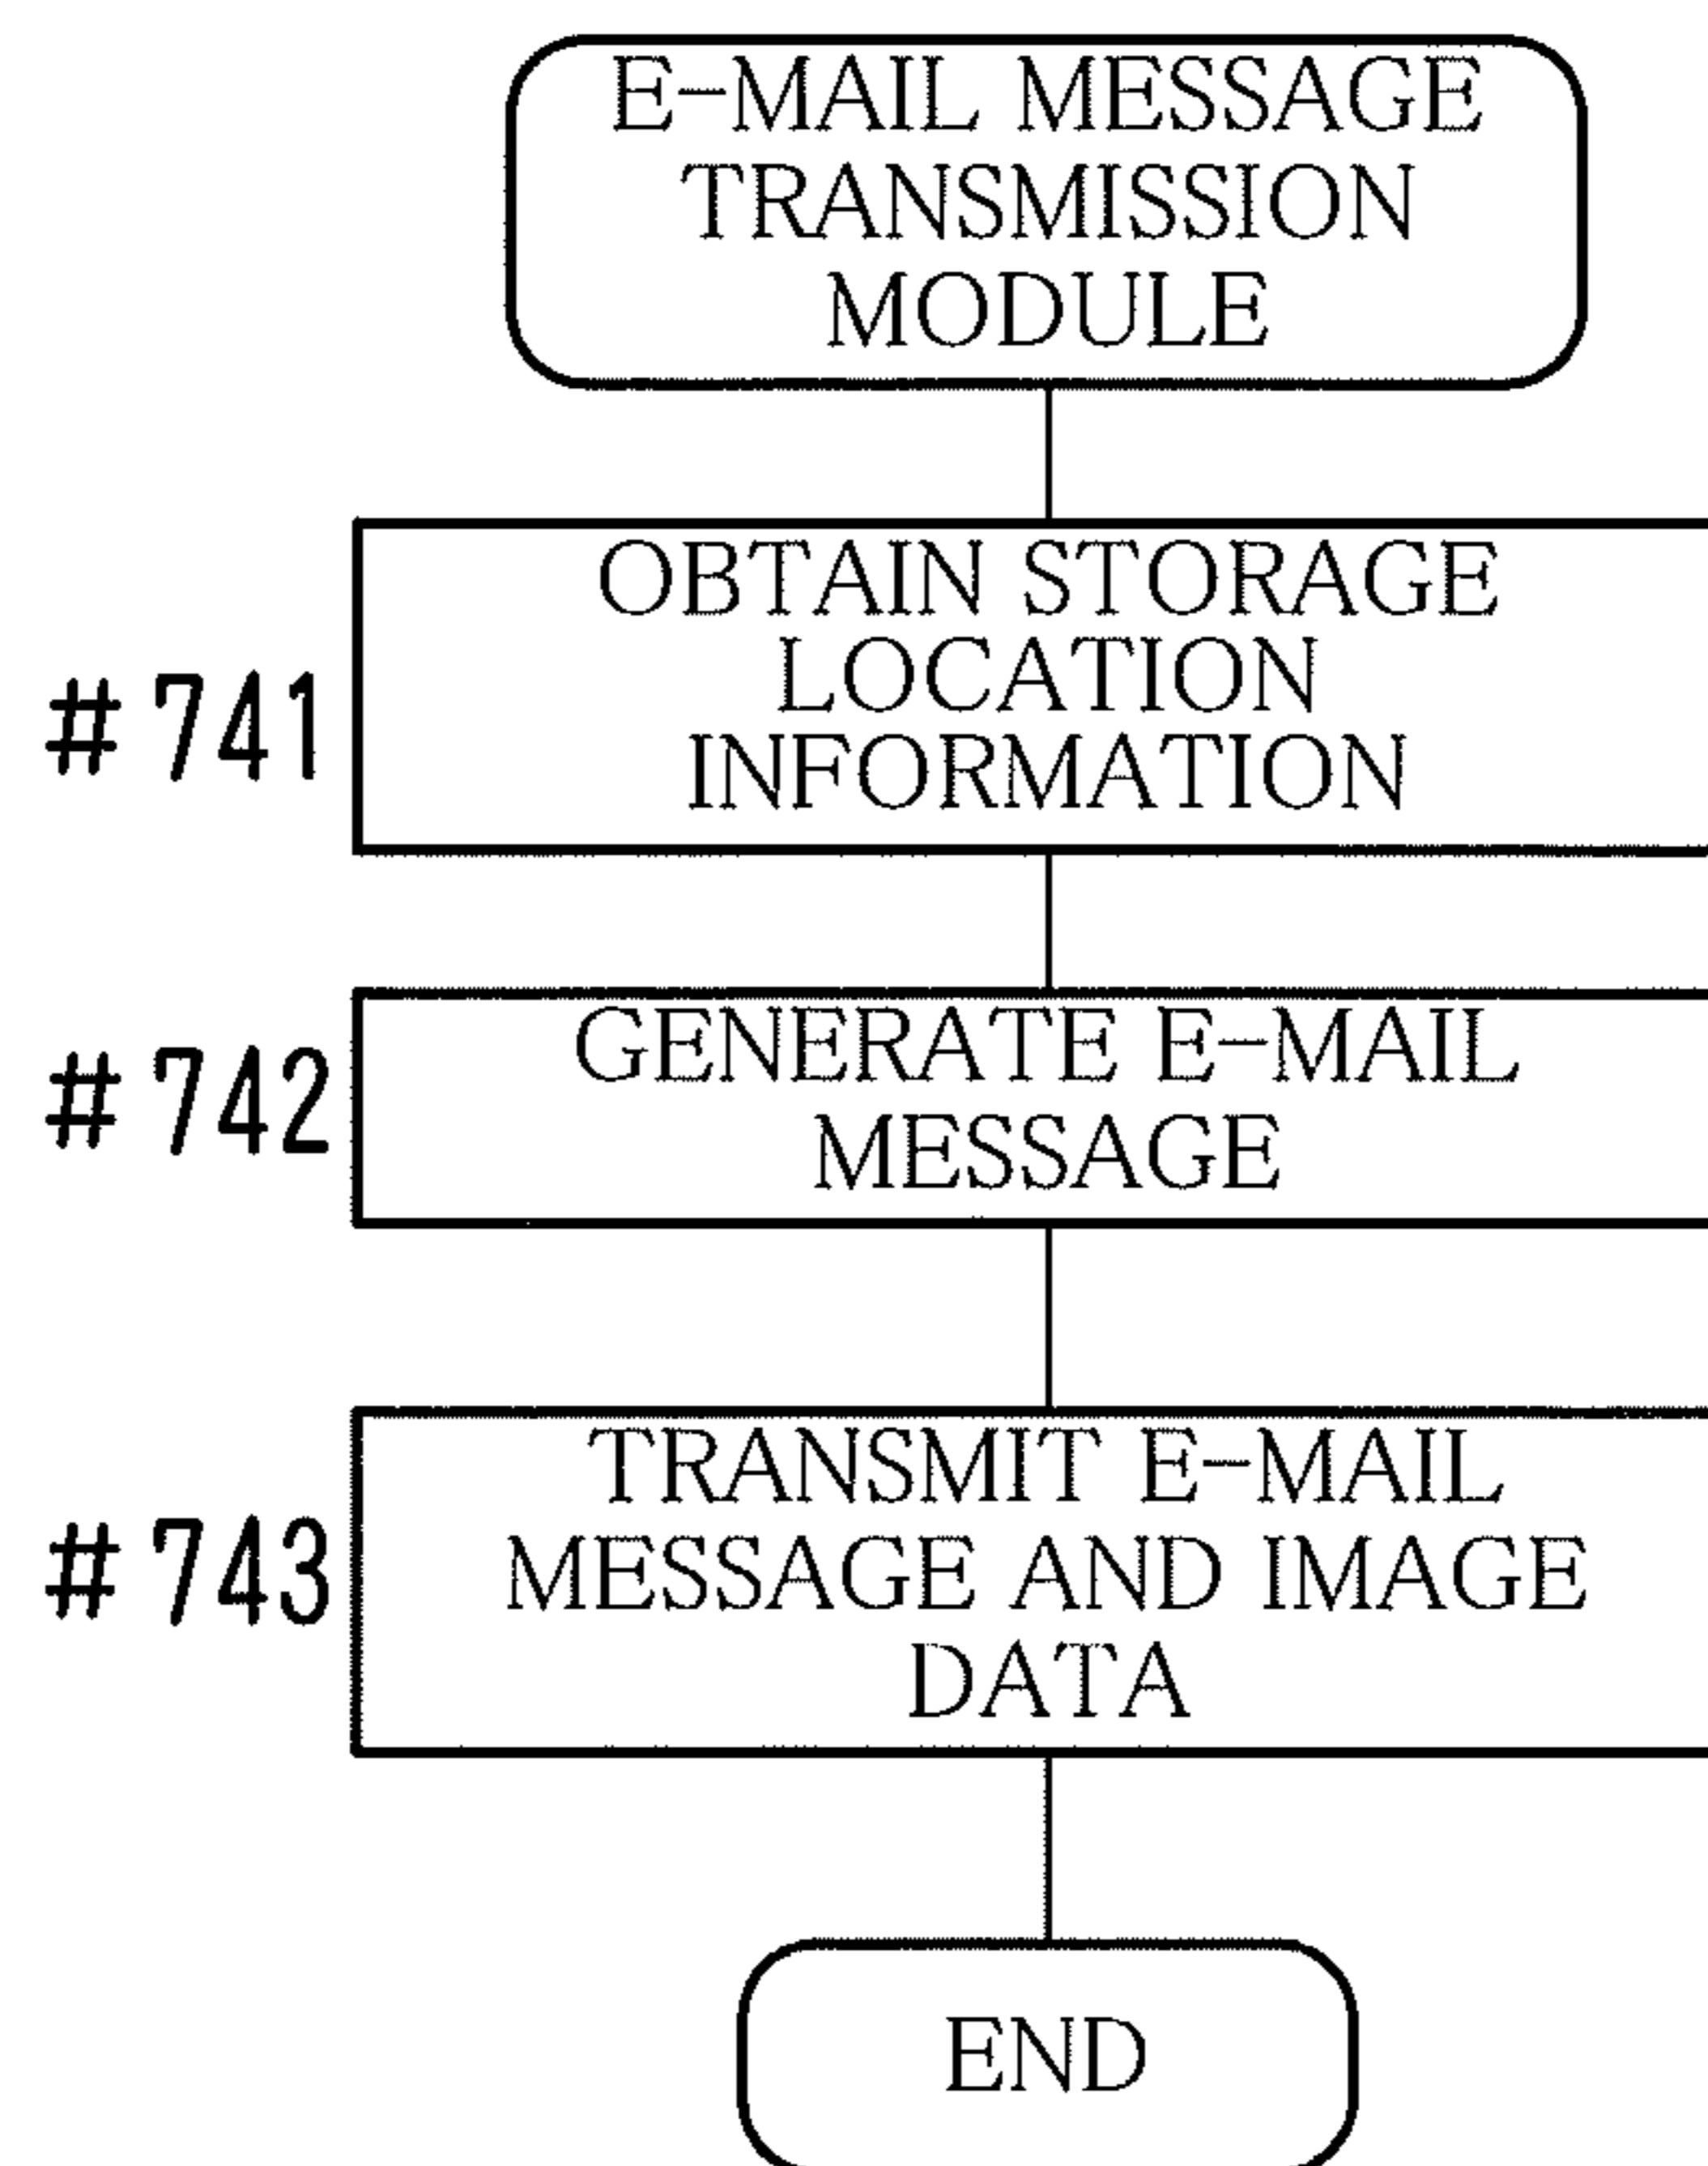 E-MAIL MESSAGE
TRANSMISSION
MODULE
OBTAIN STORAGE
LOCATION
INFORMATION
#741
GENERATE E-MAIL
MESSAGE
#742
TRANSMIT E-MAIL
MESSAGE AND IMAGE
DATA
#743
END